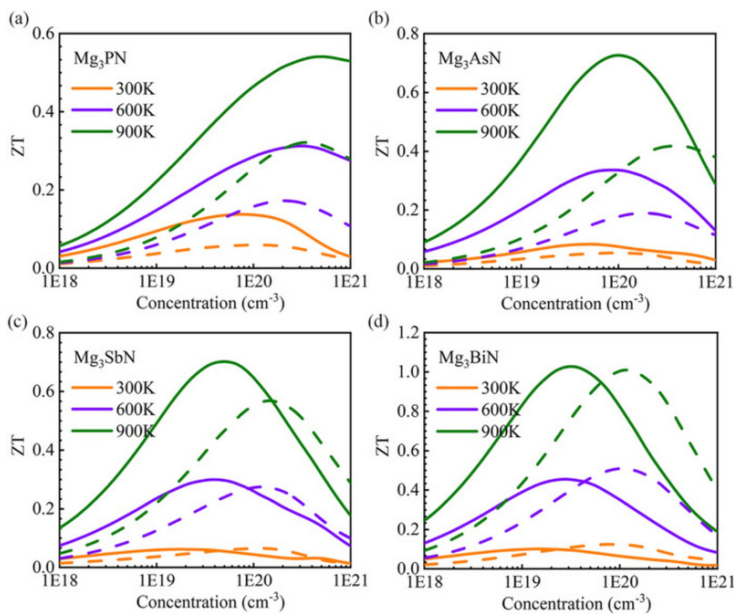 (a)
0.6
Mg₃PN
300K
600K
900K
0.4
0.2
0.0
ZT
1E18 1E19 1E20 1E21
Concentration (cm⁻³)
(b)
0.8
Mg₃AsN
300K
600K
900K
0.6
0.4
0.2
0.0
ZT
1E18 1E19 1E20 1E21
Concentration (cm⁻³)
(c)
0.8
Mg₃SbN
300K
600K
900K
0.6
0.4
0.2
0.0
ZT
1E18 1E19 1E20 1E21
Concentration (cm⁻³)
(d)
1.2
Mg₃BiN
300K
600K
900K
1.0
0.8
0.6
0.4
0.2
0.0
ZT
1E18 1E19 1E20 1E21
Concentration (cm⁻³)